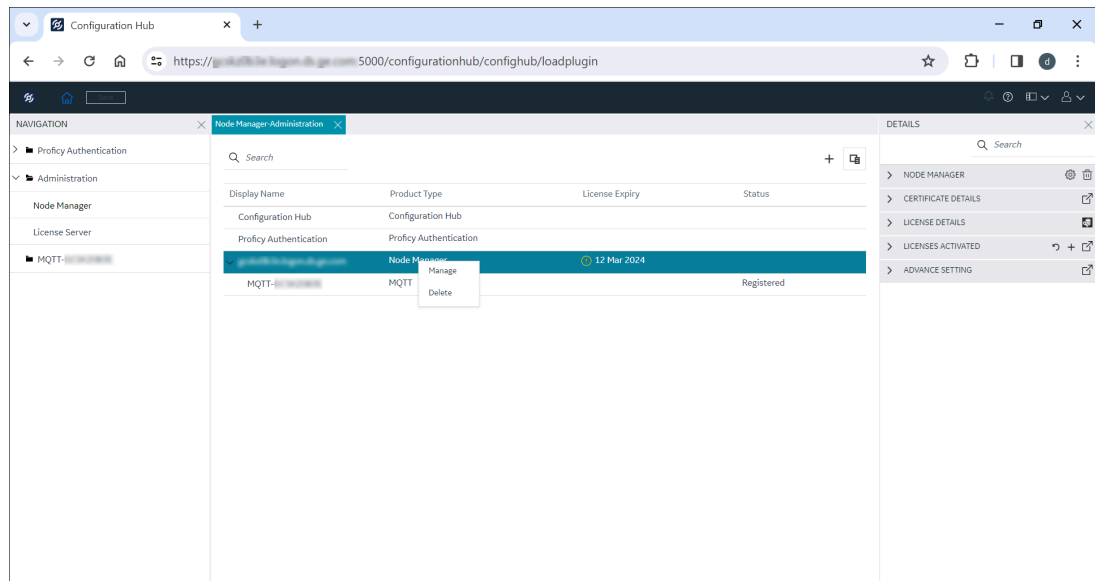 Configuration Hub
https:// 5000/configurationhub/confighub/loadplugin
d
NAVIGATION
Node Manager-Administration
DETAILS
Proficy Authentication
Administration
Node Manager
License Server
MQTT-
Search
Display Name Product Type License Expiry Status
Configuration Hub Configuration Hub
Proficy Authentication Proficy Authentication
Node Manager 12 Mar 2024
MQTT- MQTT Registered
Manage
Delete
Search
NODE MANAGER
CERTIFICATE DETAILS
LICENSE DETAILS
LICENSES ACTIVATED
ADVANCE SETTING